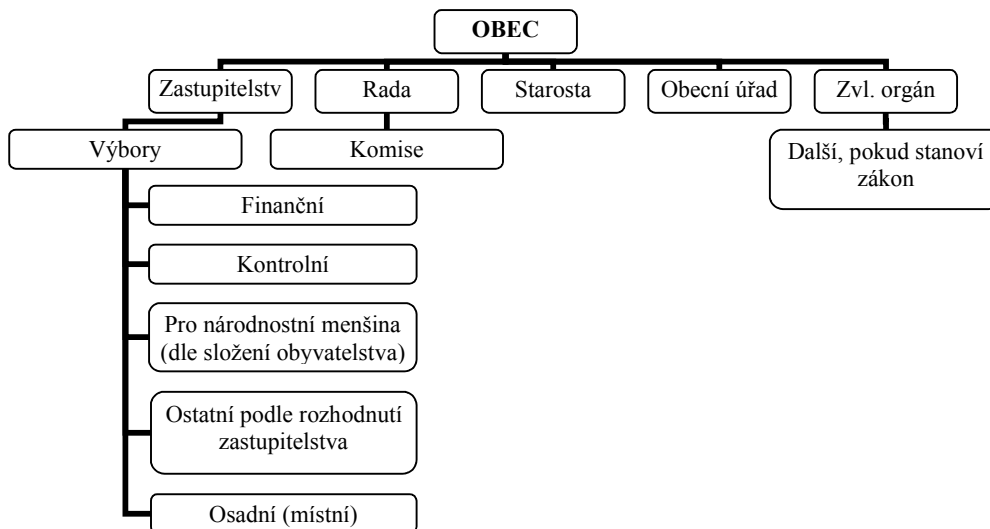 OBEC
Zastupitelstv
Rada
Starosta
Obecní úřad
Zvl. orgán
Výbory
Komise
Další, pokud stanoví
zákon
Finanční
Kontrolní
Pro národnostní menšina
(dle složení obyvatelstva)
Ostatní podle rozhodnutí
zastupitelstva
Osadní (místní)